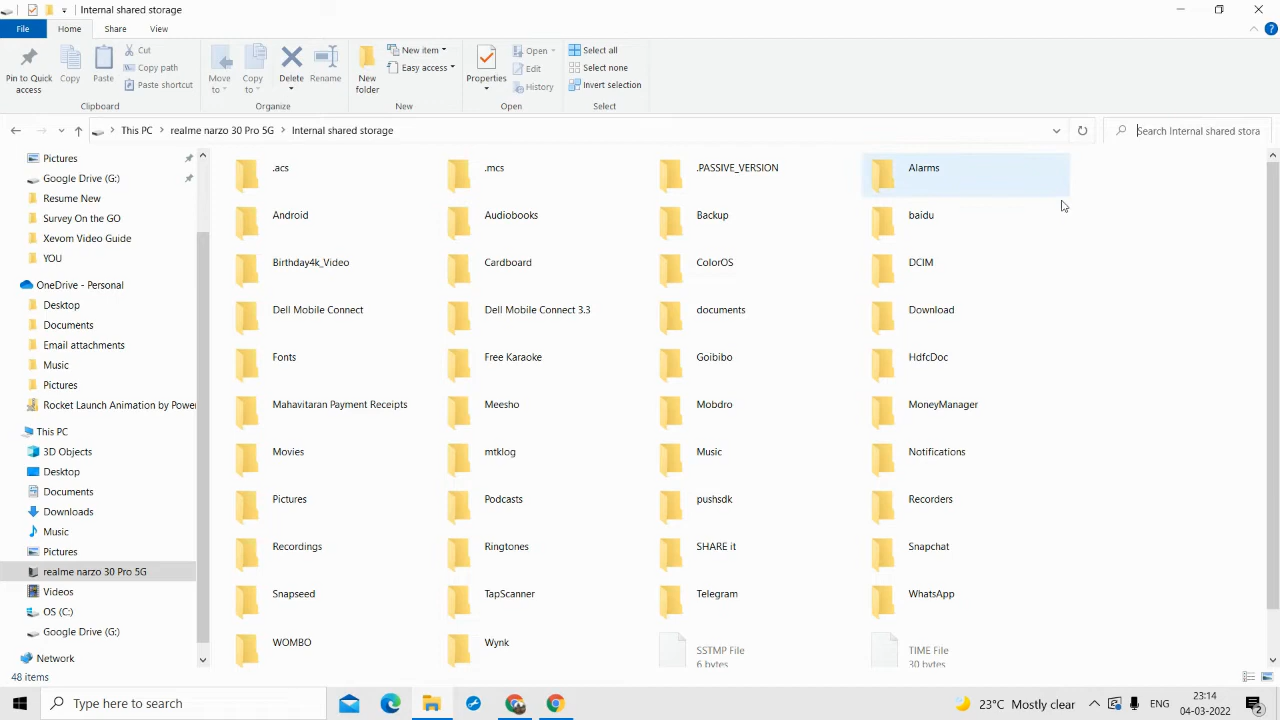 Internal shared storage
File
Home
Share
View
Pin to Quick access
Copy
Paste
Cut
Copy path
Paste shortcut
Clipboard
Move to
Copy to
Delete
Rename
Organize
New folder
New item
Easy access
New
Properties
Open
Edit
History
Open
Select all
Select none
Invert selection
Select
This PC
realme narzo 30 Pro 5G
Internal shared storage
Search Internal shared stora
Pictures
Google Drive (G:)
Resume New
Survey On the GO
Xevom Video Guide
YOU
OneDrive - Personal
Desktop
Documents
Email attachments
Music
Pictures
Rocket Launch Animation by Power
This PC
3D Objects
Desktop
Documents
Downloads
Music
Pictures
realme narzo 30 Pro 5G
Videos
OS (C:)
Google Drive (G:)
Network
.acs
.mcs
.PASSIVE_VERSION
Alarms
Android
Audiobooks
Backup
baidu
Birthday4k_Video
Cardboard
ColorOS
DCIM
Dell Mobile Connect
Dell Mobile Connect 3.3
documents
Download
Fonts
Free Karaoke
Goibibo
HdfcDoc
Mahavitaran Payment Receipts
Meesho
Mobdro
MoneyManager
Movies
mtklog
Music
Notifications
Pictures
Podcasts
pushsdk
Recorders
Recordings
Ringtones
SHARE it
Snapchat
Snapseed
TapScanner
Telegram
WhatsApp
WOMBO
Wynk
SSTMP File
6 bytes
TIME File
30 bytes
48 items
Type here to search
23°C Mostly clear
ENG
23:14
04-03-2022
2